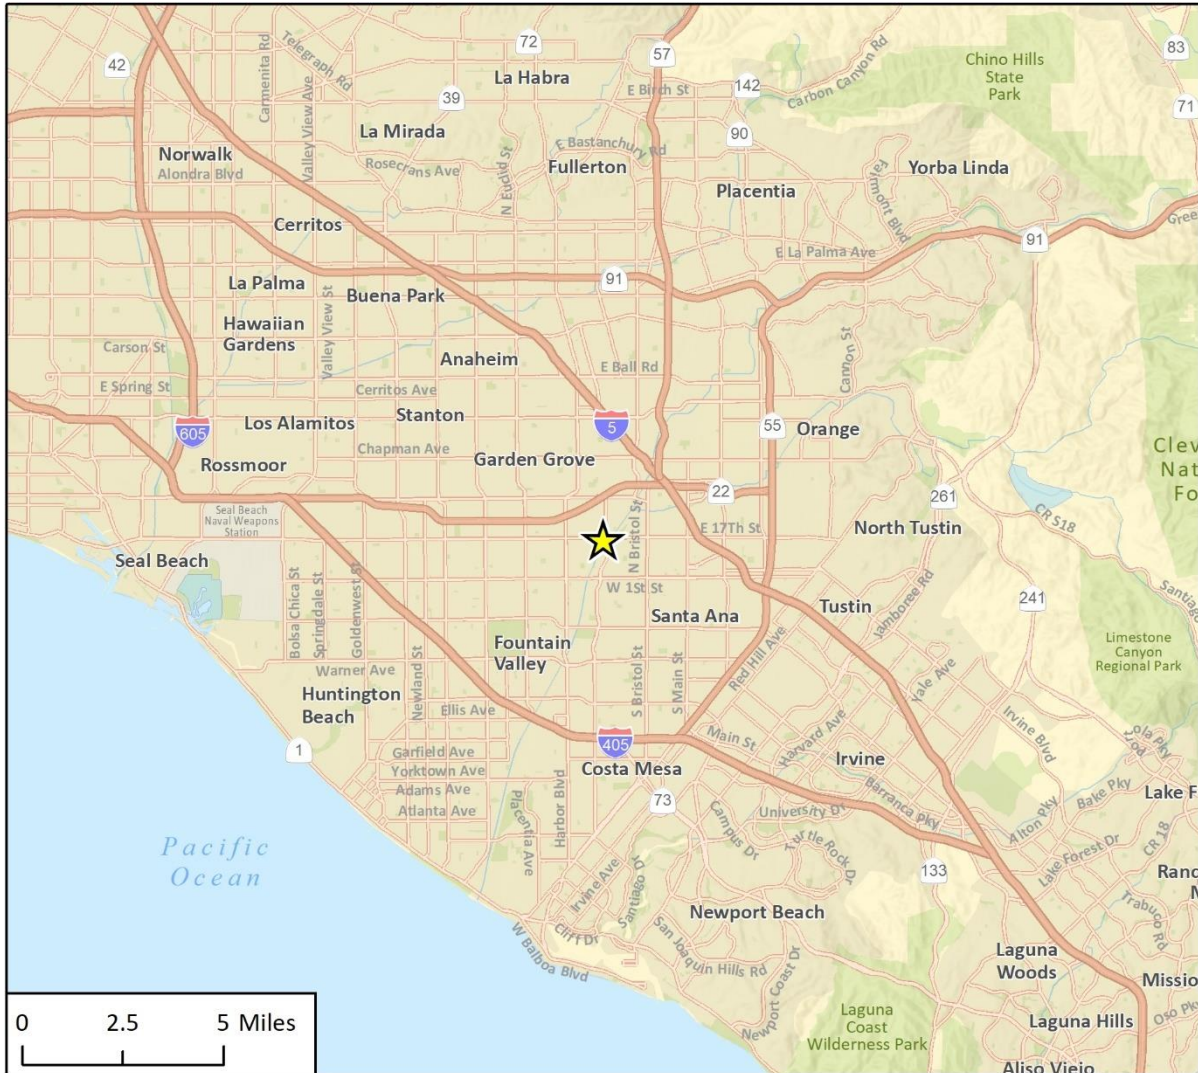 72
57
83
42
Telegraph Rd
Carmenita Rd
La Habra
Chino Hills
State
Park
142
Carbon Canyon Rd
E Birch St
39
71
Valley View Ave
La Mirada
90
E Bastanchury Rd
Norwalk
Alondra Blvd
Rosecrans Ave
N Euclid St
Fullerton
Yorba Linda
Placentia
Fairmont Blvd
Cerritos
91
E La Palma Ave
La Palma
Buena Park
91
Valley View St
Hawaiian
Gardens
Carson St
Anaheim
E Ball Rd
Cannon St
E Spring St
Cerritos Ave
Stanton
Los Alamitos
605
5
55
Orange
Chapman Ave
Rossmoor
Garden Grove
22
261
CR S18
Seal Beach
Naval Weapons
Station
N Bristol St
E 17Th St
North Tustin
Seal Beach
W 1St St
Bolsa Chica St
Springdale St
Goldenwest St
Santa Ana
Tustin
Jamboree Rd
241
Fountain
Valley
Limestone
Canyon
Regional Park
Warner Ave
Newland St
S Bristol St
S Main St
Red Hill Ave
Yale Ave
Huntington
Beach
Ellis Ave
1
405
Main St
Harvard Ave
Irvine Blvd
Garfield Ave
Costa Mesa
Irvine
Yorktown Ave
Adams Ave
Atlanta Ave
Placentia Ave
Harbor Blvd
73
Campus Dr
University Dr
Barranca Pky
Bake Pky
Alton Pky
Turtle Rock Dr
Lake Forest Dr
CR 18
Pacific
Ocean
Irvine Ave
Santiago Dr
133
Trabuco Rd
Newport Beach
Cliff Dr
W Balboa Blvd
San Joaquin Hills Rd
Newport Coast Dr
Laguna
Woods
Oso Pky
Laguna
Coast
Wilderness Park
Laguna Hills
Aliso Viejo
0 2.5 5 Miles